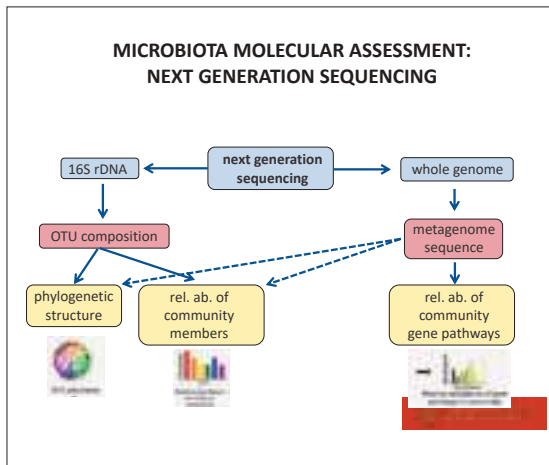 MICROBIOTA MOLECULAR ASSESSMENT:
NEXT GENERATION SEQUENCING
16S rDNA
next generation
sequencing
whole genome
OTU composition
metagenome
sequence
phylogenetic
structure
rel. ab. of
community
members
rel. ab. of
community
gene pathways